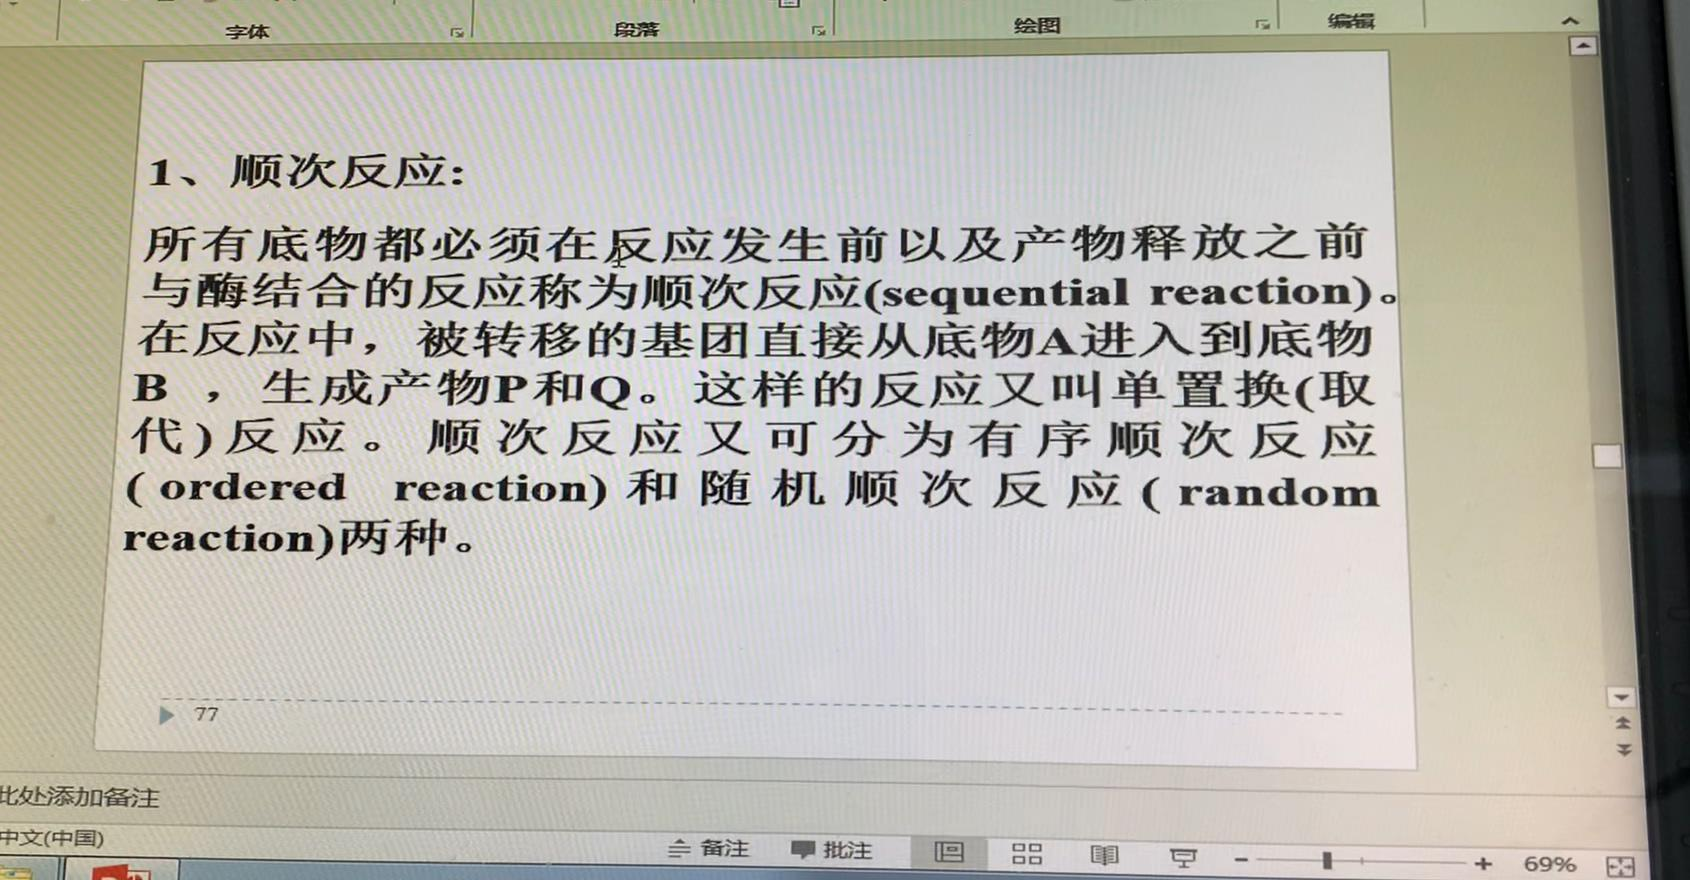 字体 段落 绘图 编辑
1、顺次反应:
所有底物都必须在反应发生前以及产物释放之前
与酶结合的反应称为顺次反应(sequential reaction)。
在反应中，被转移的基团直接从底物A进入到底物
B ，生成产物P和Q。这样的反应又叫单置换(取
代)反应。顺次反应又可分为有序顺次反应
( ordered reaction)和随机顺次反应( random
reaction)两种。
77
此处添加备注
中文(中国)
备注 批注 69%